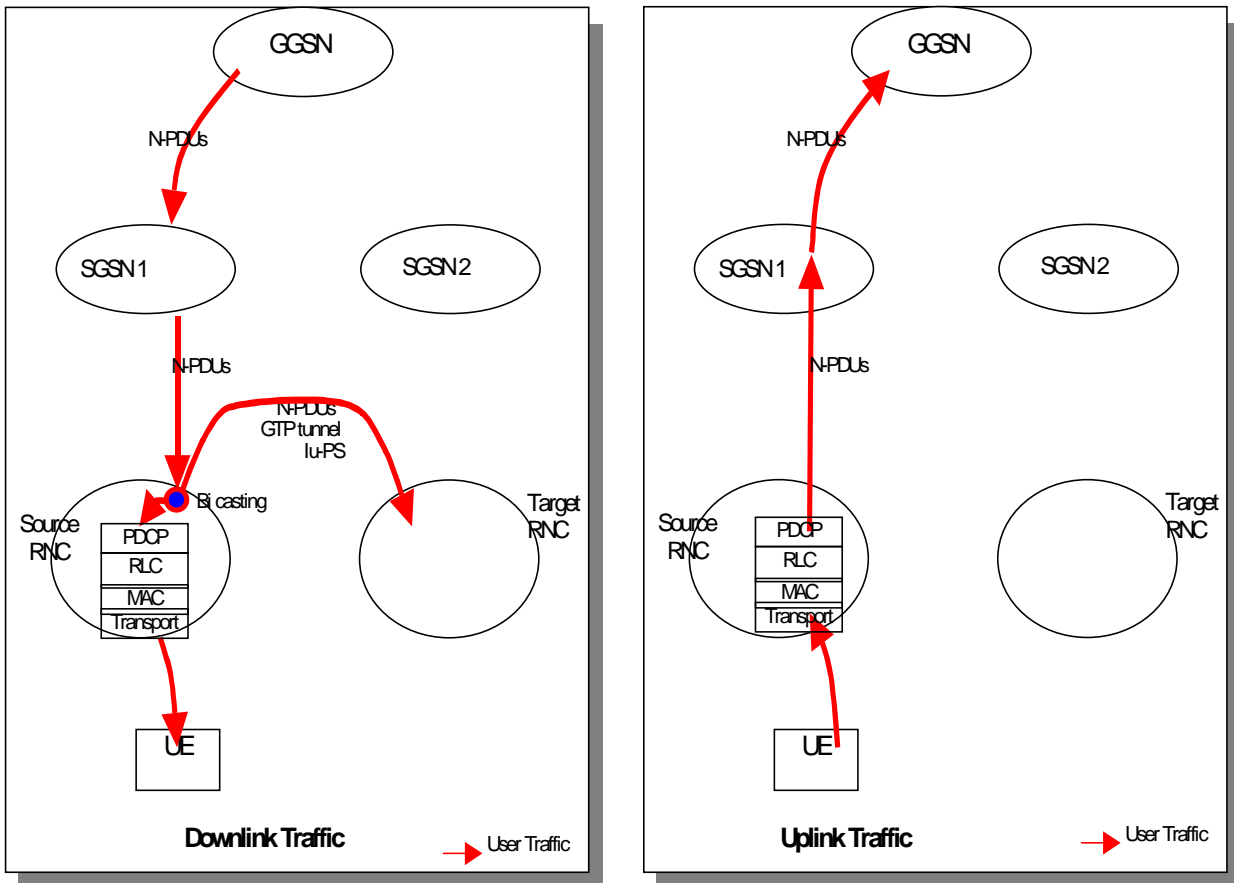 GGSN
N-PDUs
SGSN 1
SGSN 2
N-PDUs
N-PDUs
GTP tunnel
Iu-PS
Bi casting
Source
RNC
Target
RNC
PDCP
RLC
MAC
Transport
UE
Downlink Traffic
User Traffic
GGSN
N-PDUs
SGSN 1
SGSN 2
N-PDUs
Source
RNC
Target
RNC
PDCP
RLC
MAC
Transport
UE
Uplink Traffic
User Traffic